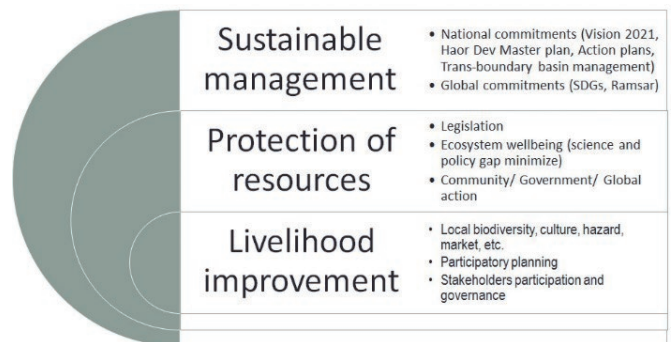 Sustainable
management
• National commitments (Vision 2021,
Haor Dev Master plan, Action plans,
Trans-boundary basin management)
• Global commitments (SDGs, Ramsar)
Protection of
resources
• Legislation
• Ecosystem wellbeing (science and
policy gap minimize)
• Community/ Government/ Global
action
Livelihood
improvement
• Local biodiversity, culture, hazard,
market, etc.
• Participatory planning
• Stakeholders participation and
governance